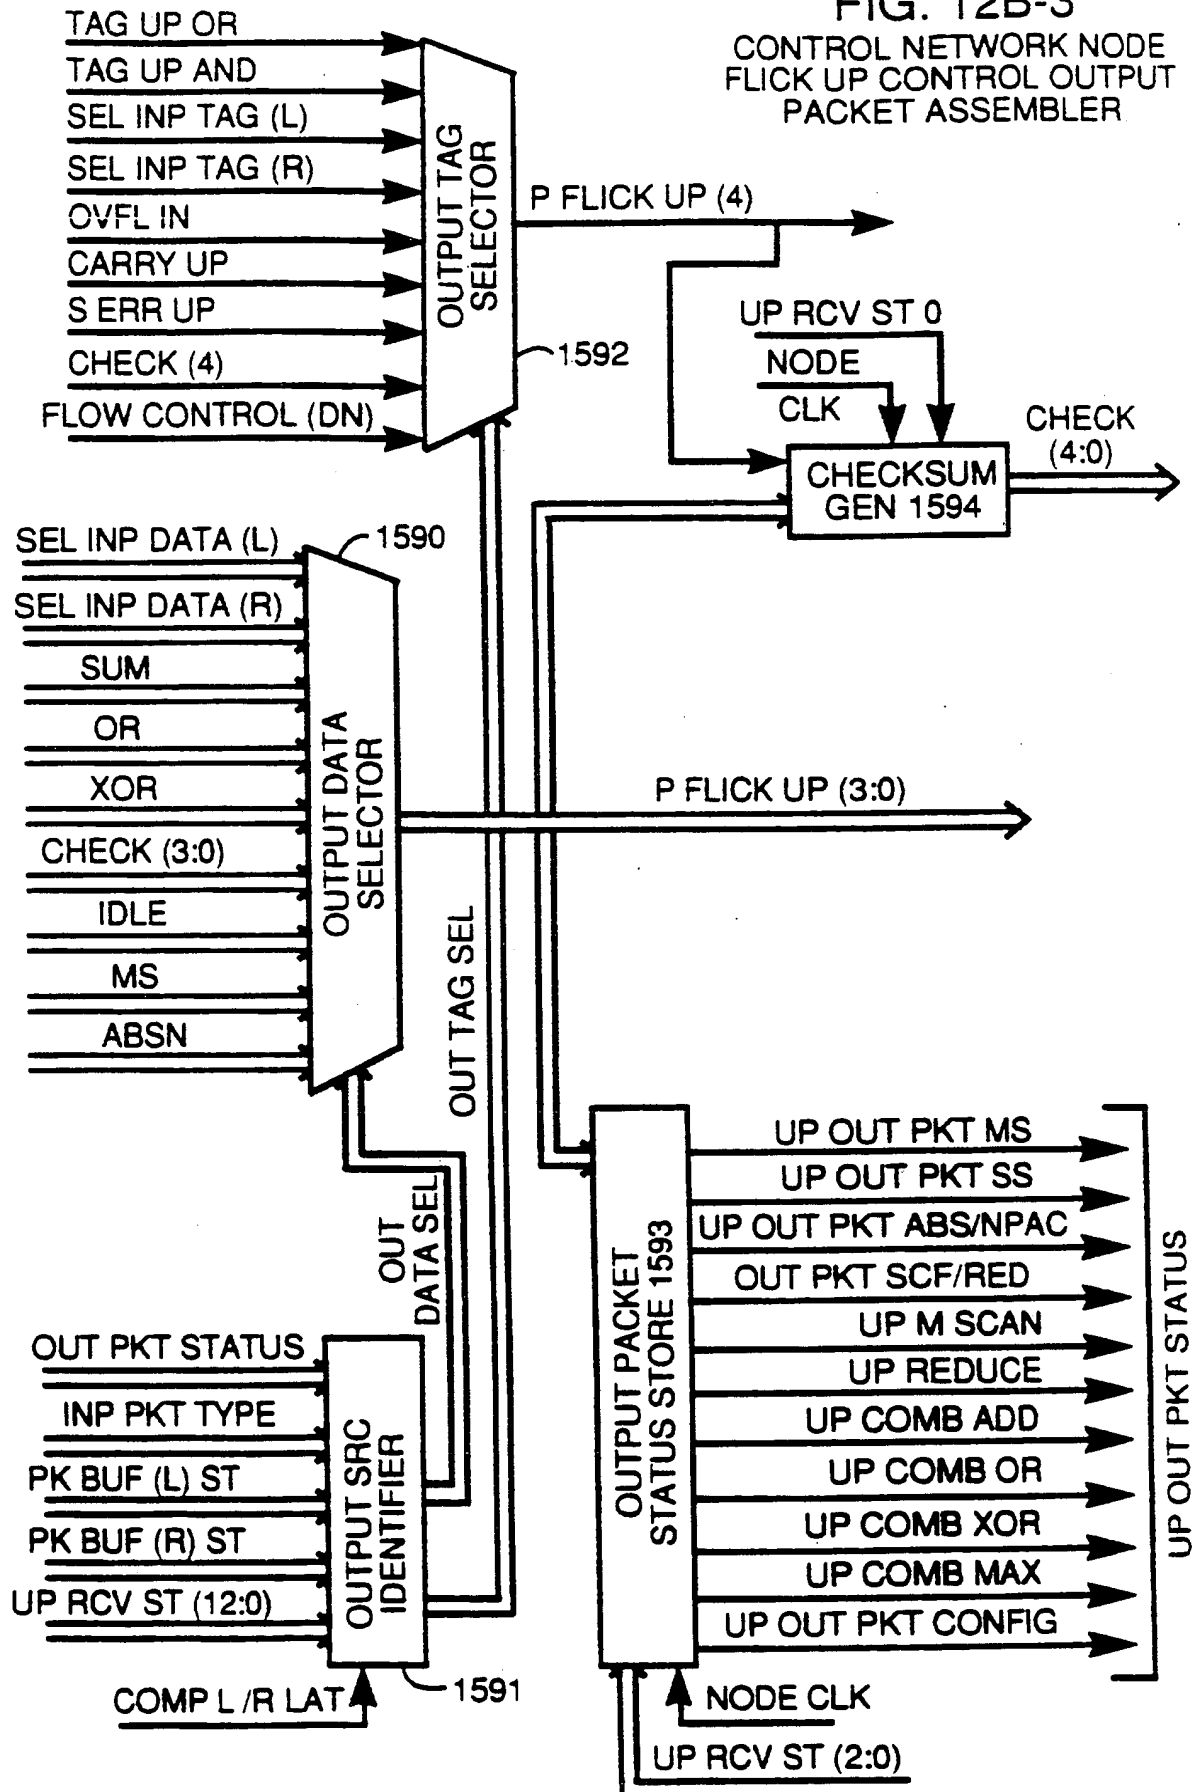 FIG. 12B-3
CONTROL NETWORK NODE
FLICK UP CONTROL OUTPUT
PACKET ASSEMBLER
TAG UP OR
TAG UP AND
SEL INP TAG (L)
SEL INP TAG (R)
OVFL IN
CARRY UP
S ERR UP
CHECK (4)
FLOW CONTROL (DN)
OUTPUT TAG
SELECTOR
1592
P FLICK UP (4)
UP RCV ST 0
NODE
CLK
CHECKSUM
GEN 1594
CHECK
(4:0)
SEL INP DATA (L)
SEL INP DATA (R)
SUM
OR
XOR
CHECK (3:0)
IDLE
MS
ABSN
1590
OUTPUT DATA
SELECTOR
P FLICK UP (3:0)
OUT TAG SEL
OUT
DATA SEL
OUT PKT STATUS
INP PKT TYPE
PK BUF (L) ST
PK BUF (R) ST
UP RCV ST (12:0)
OUTPUT SRC
IDENTIFIER
COMP L /R LAT
1591
OUTPUT PACKET
STATUS STORE 1593
UP OUT PKT MS
UP OUT PKT SS
UP OUT PKT ABS/NPAC
OUT PKT SCF/RED
UP M SCAN
UP REDUCE
UP COMB ADD
UP COMB OR
UP COMB XOR
UP COMB MAX
UP OUT PKT CONFIG
UP OUT PKT STATUS
NODE CLK
UP RCV ST (2:0)